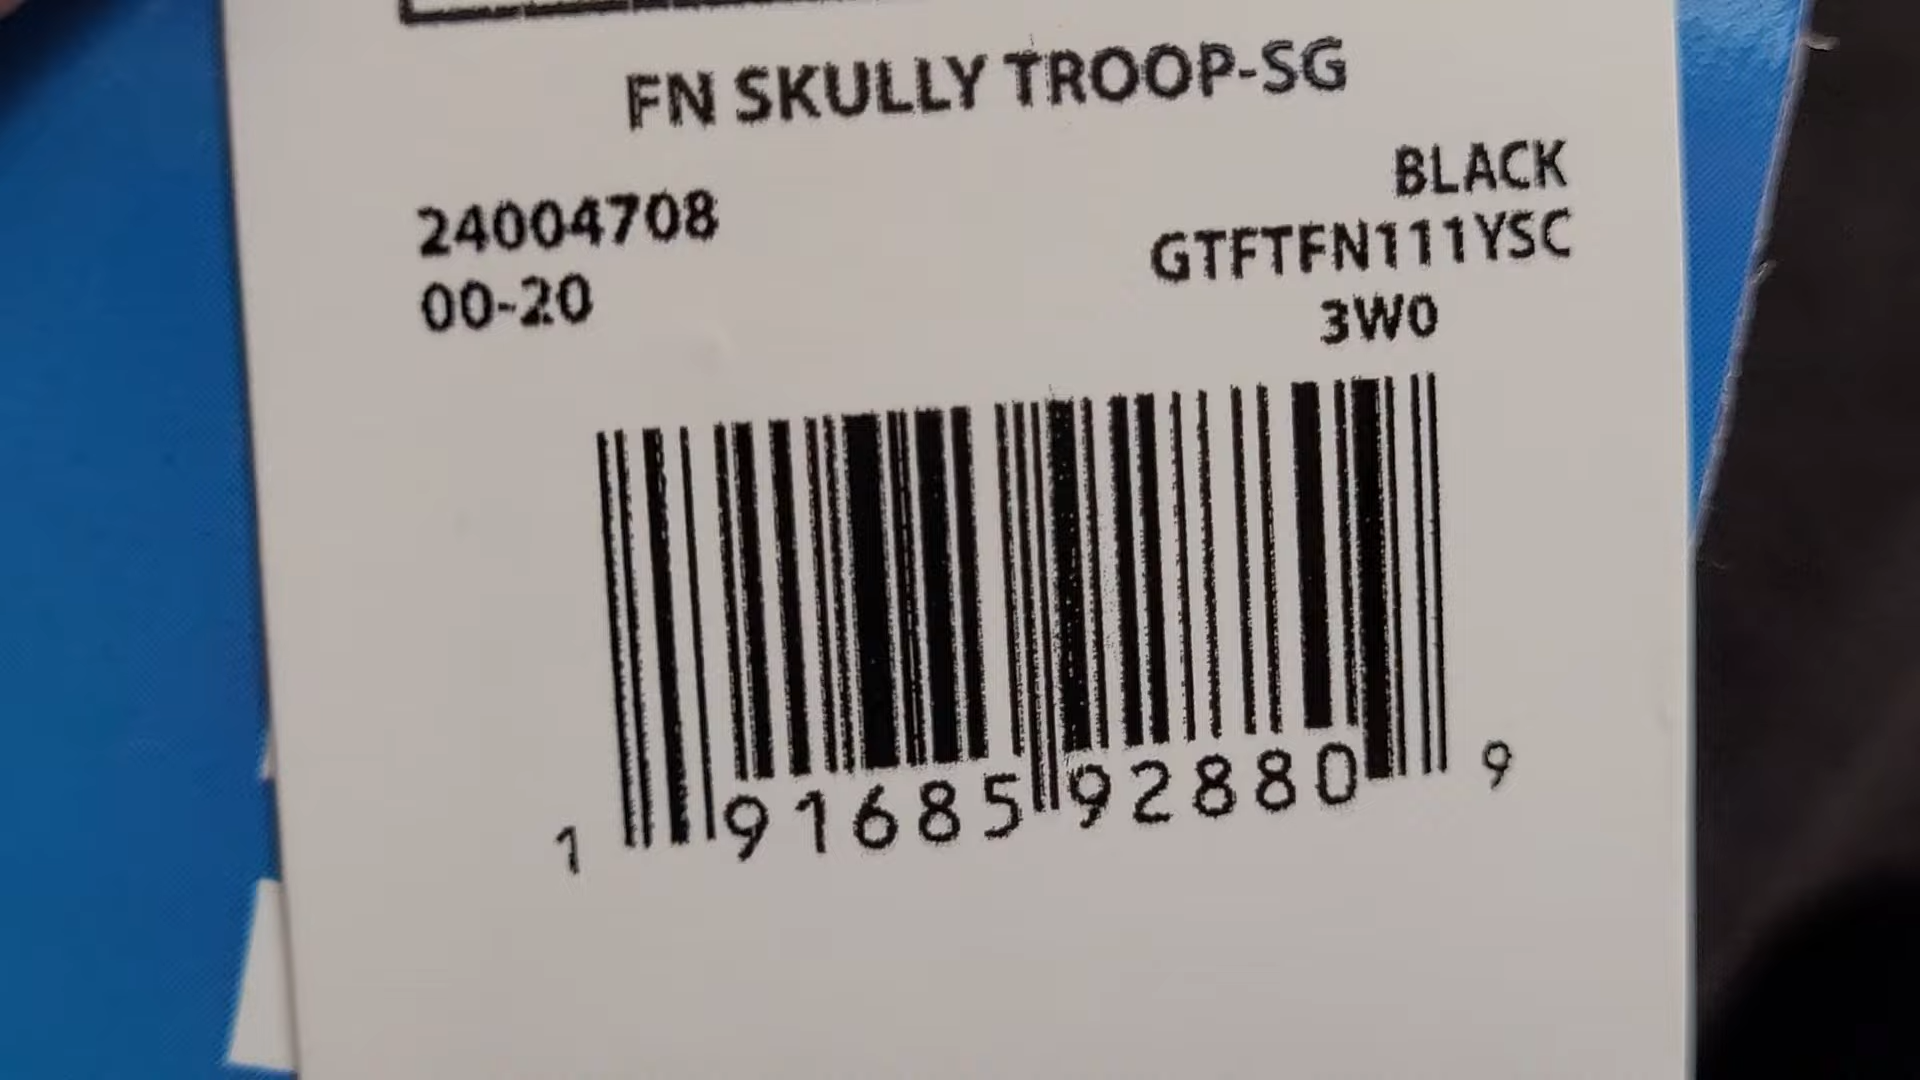 FN SKULLY TROOP-SG
BLACK
24004708
GTFTFN111YSC
00-20
3W0
1 91685 92880 9